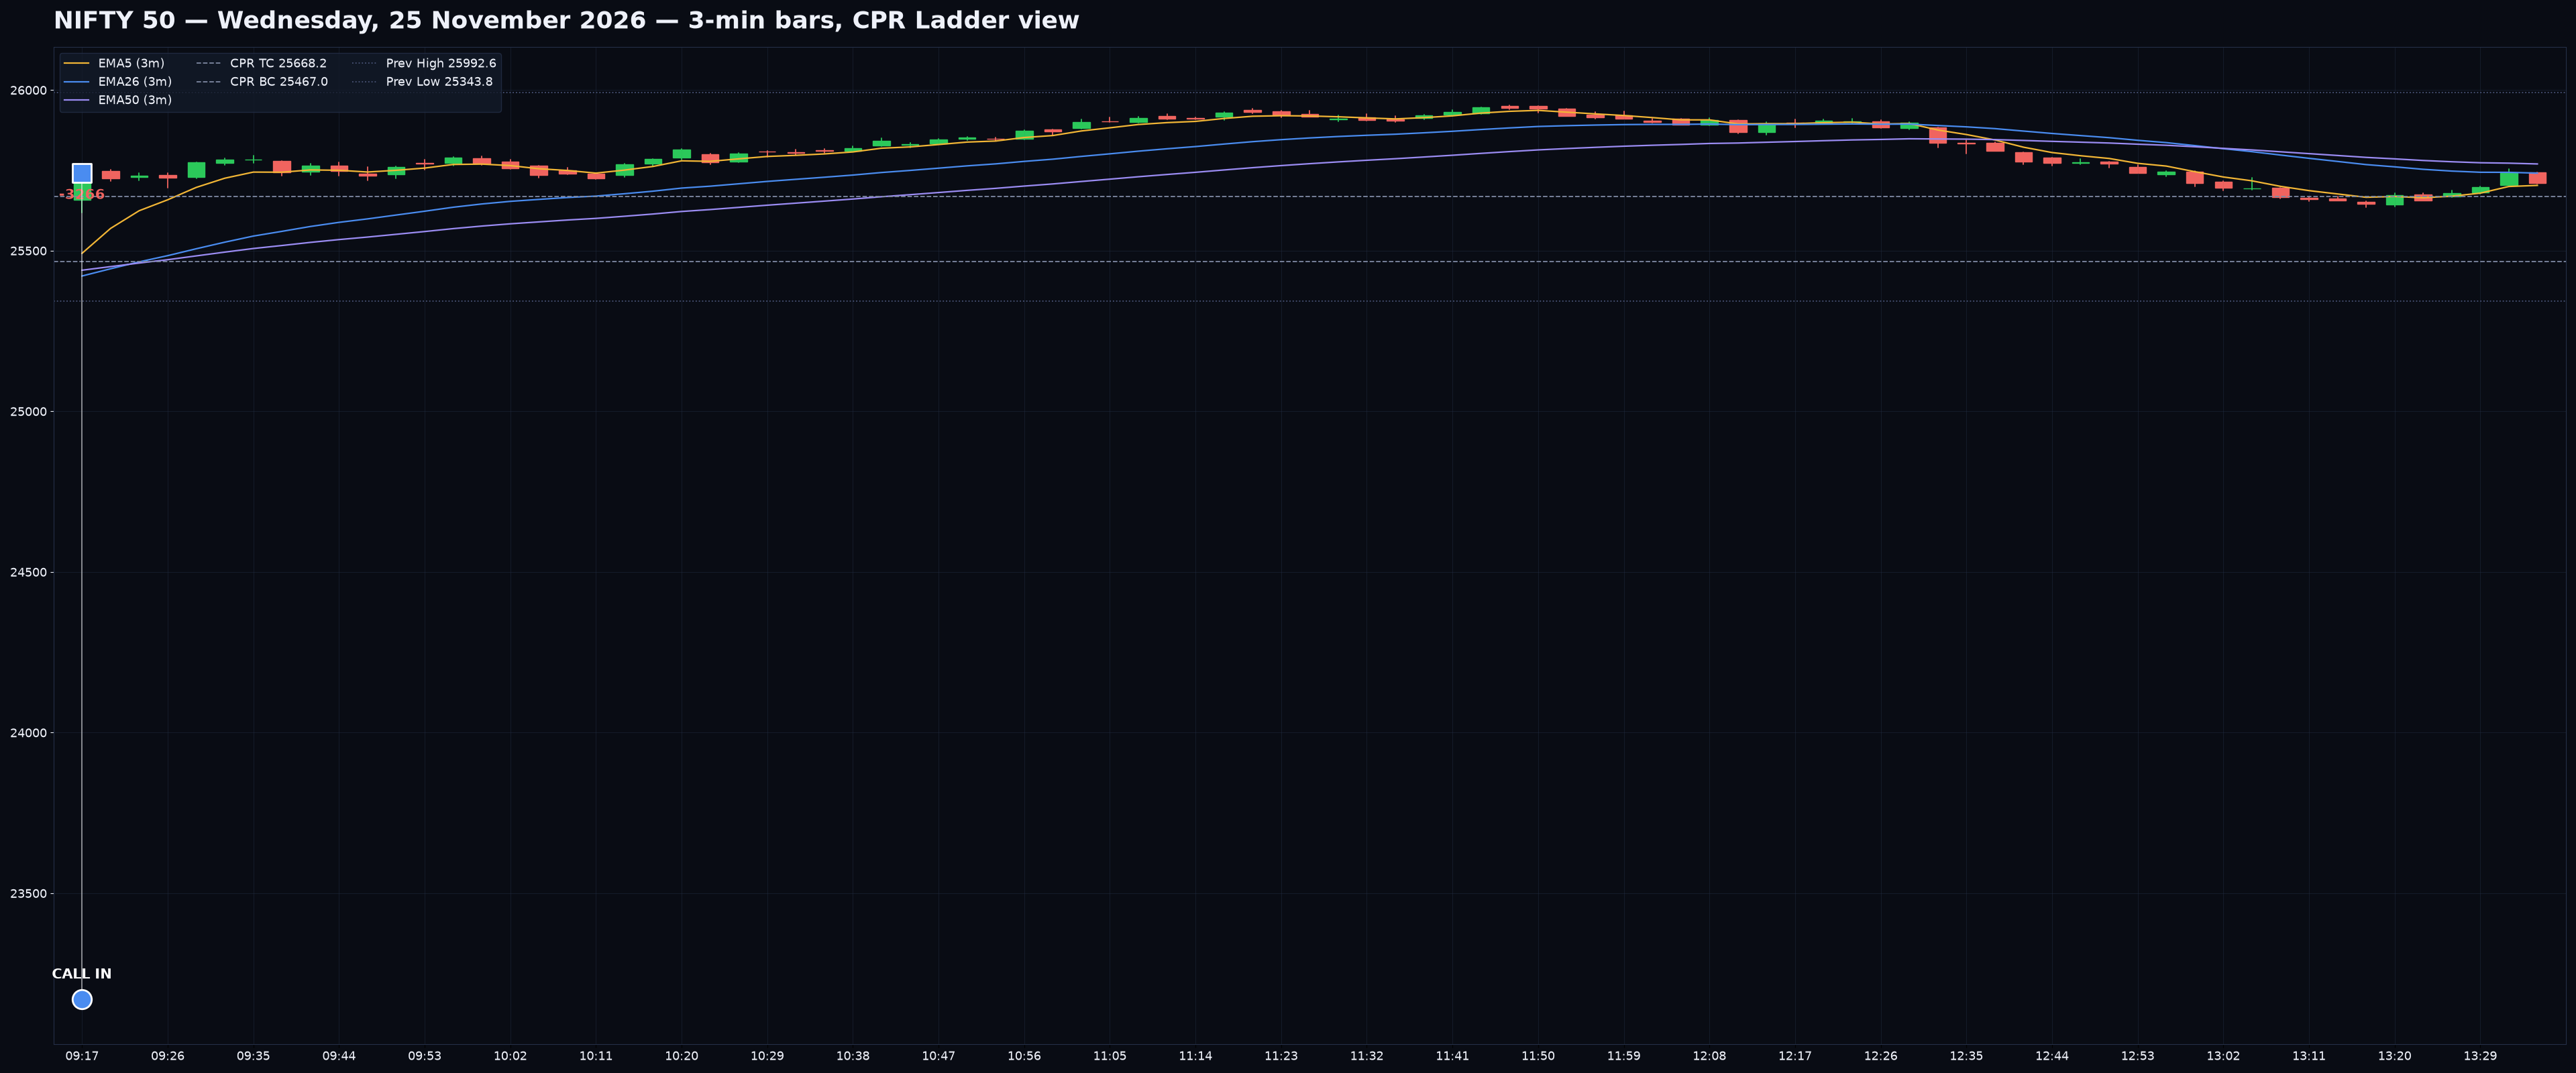 NIFTY 50 — Wednesday, 25 November 2026 — 3-min bars, CPR Ladder view
EMA5 (3m)
EMA26 (3m)
EMA50 (3m)
CPR TC 25668.2
CPR BC 25467.0
Prev High 25992.6
Prev Low 25343.8
26000
25500
25000
24500
24000
23500
CALL IN
09:17 09:26 09:35 09:44 09:53 10:02 10:11 10:20 10:29 10:38 10:47 10:56 11:05 11:14 11:23 11:32 11:41 11:50 11:59 12:08 12:17 12:26 12:35 12:44 12:53 13:02 13:11 13:20 13:29